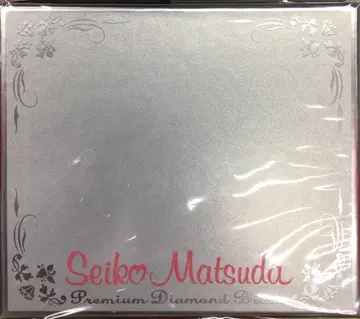 Seiko Matsuda
Premium Diamond